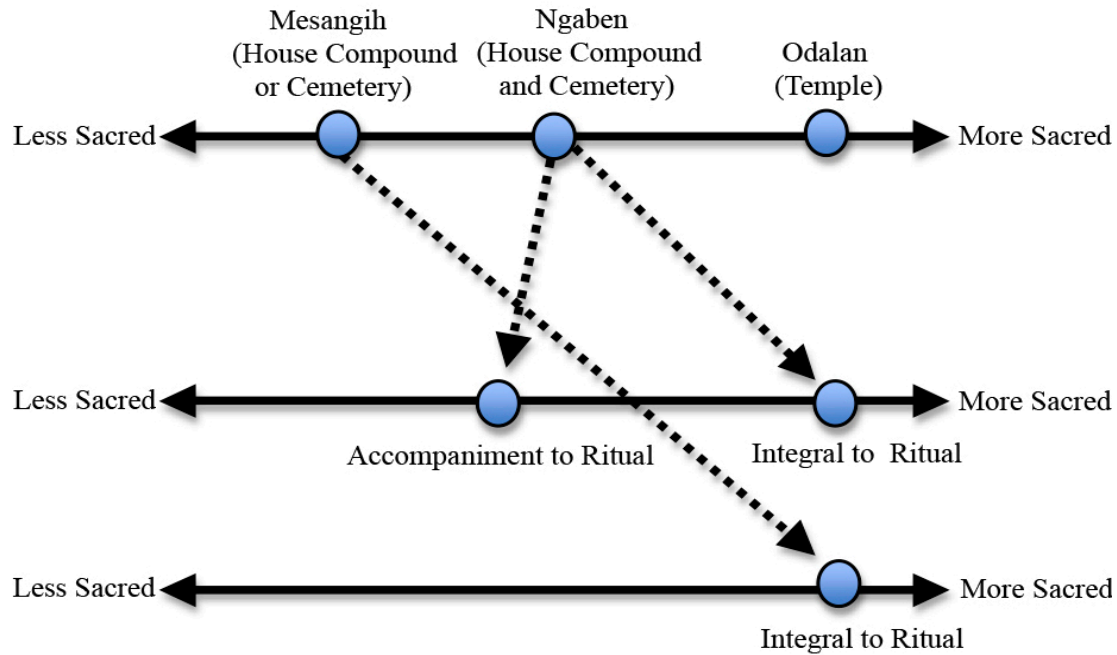 Mesangih
(House Compound
or Cemetery)
Ngaben
(House Compound
and Cemetery)
Odalan
(Temple)
Less Sacred
More Sacred
Less Sacred
More Sacred
Accompaniment to Ritual
Integral to Ritual
Less Sacred
More Sacred
Integral to Ritual